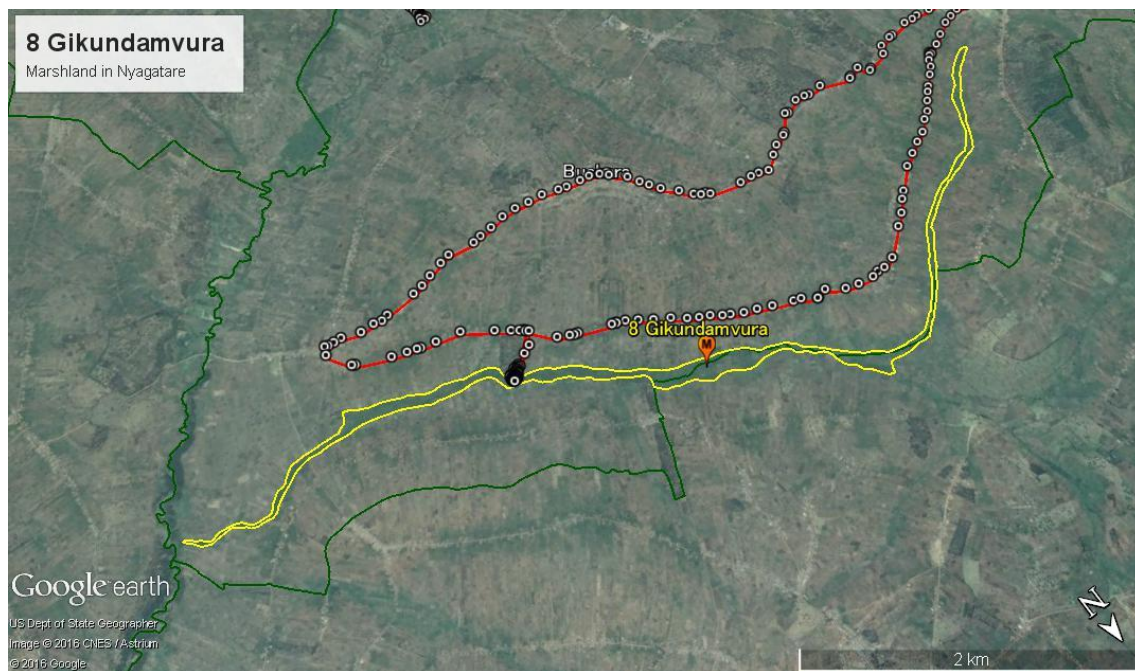 8 Gikundamvura
Marshland in Nyagatare
8 Gikundamvura
M
Google earth
US Dept of State Geographer
Image © 2016 CNES / Astrium
© 2016 Google
N
2 km